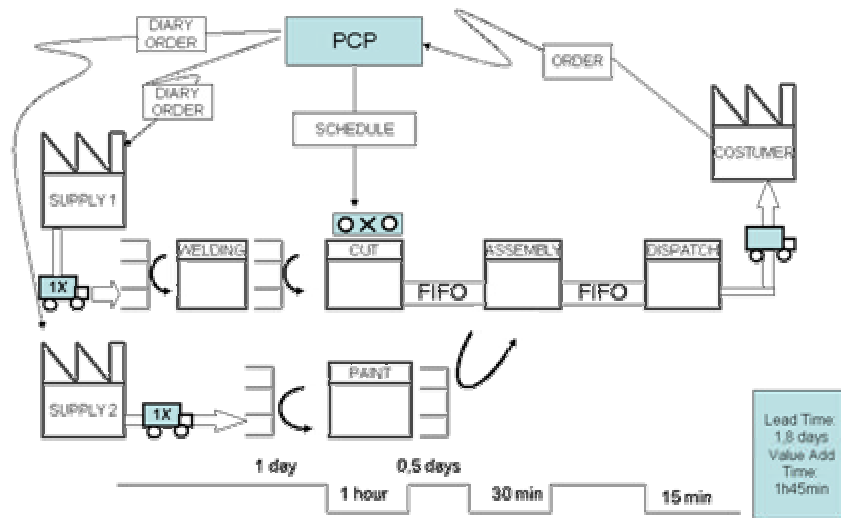 DIARY
ORDER
PCP
ORDER
DIARY
ORDER
SCHEDULE
COSTUMER
SUPPLY 1
OXO
WELDING
CUT
ASSEMBLY
DISPATCH
1X
FIFO
FIFO
PAINT
SUPPLY 2
1X
Lead Time:
1,8 days
Value Add
Time:
1h45min
1 day
0,5 days
1 hour
30 min
15 min